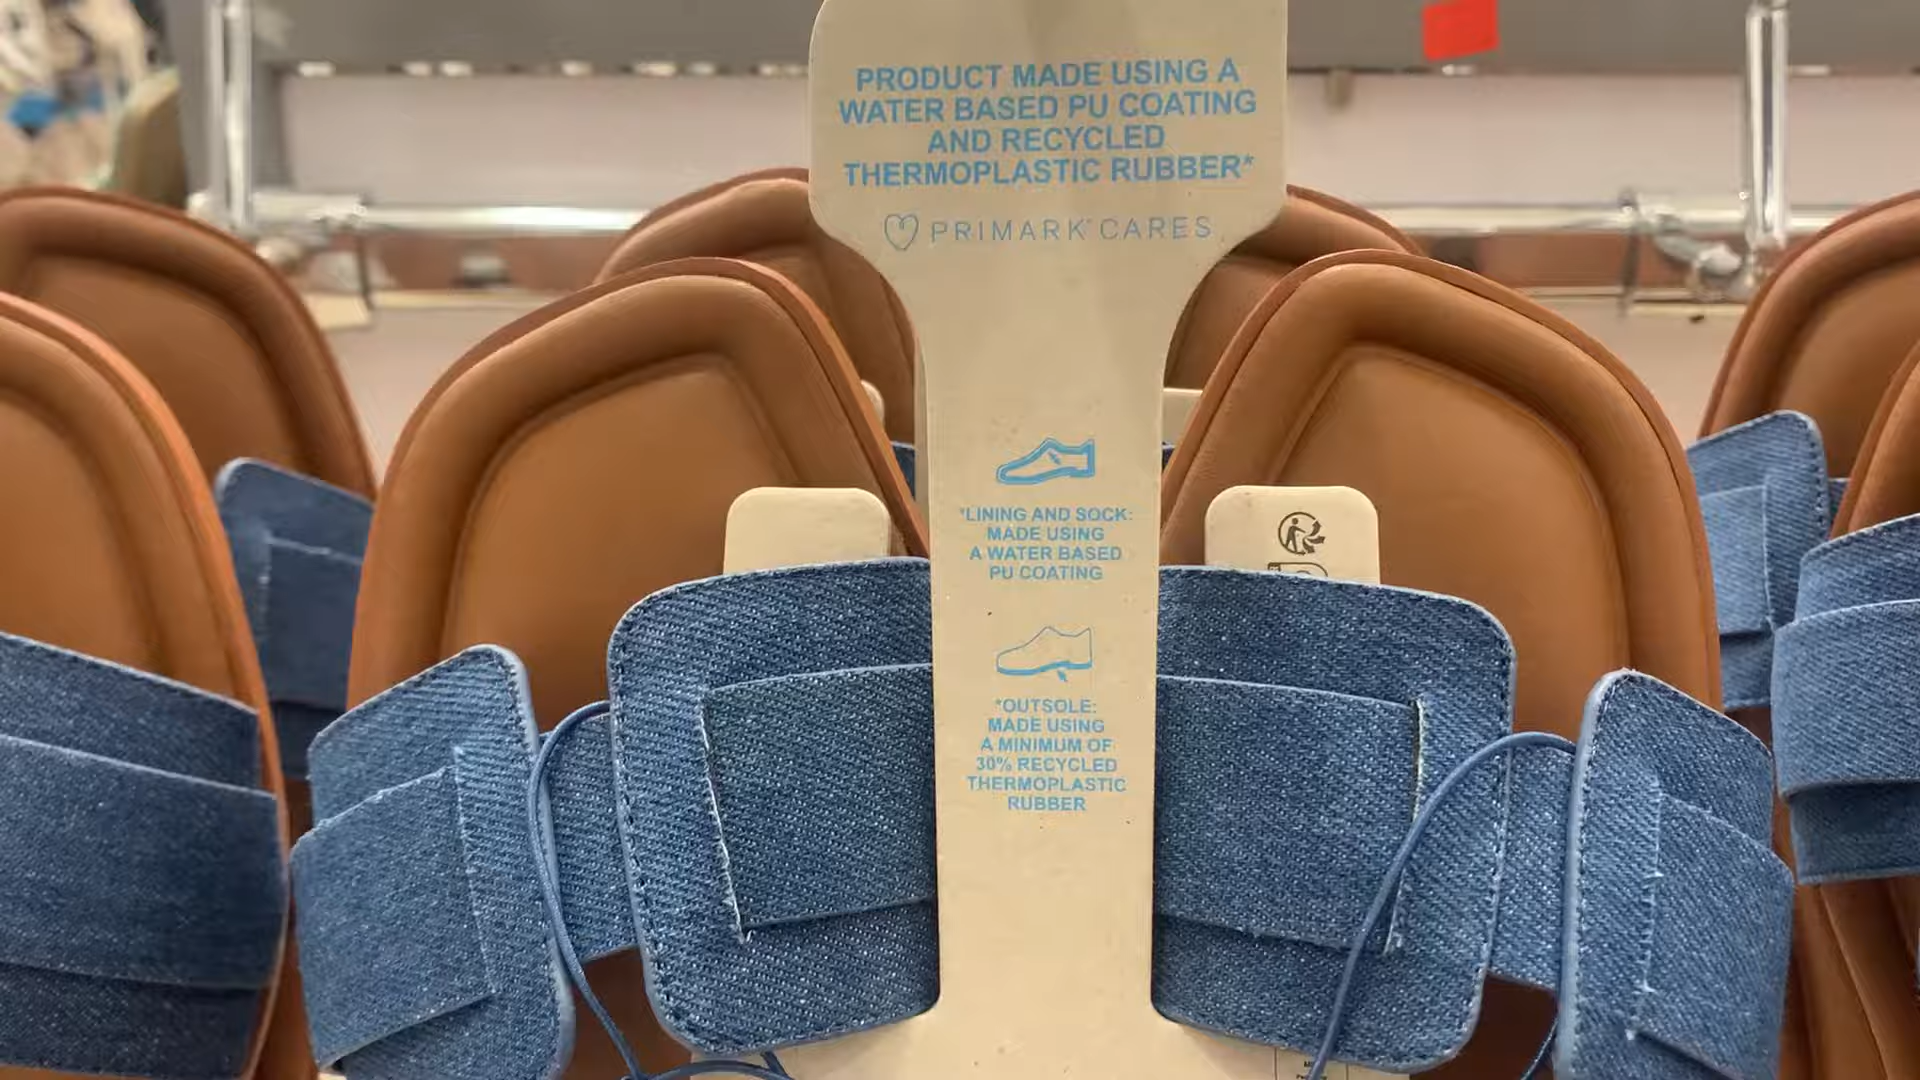 PRODUCT MADE USING A
WATER BASED PU COATING
AND RECYCLED
THERMOPLASTIC RUBBER*
PRIMARK® CARES
*LINING AND SOCK:
MADE USING
A WATER BASED
PU COATING
*OUTSOLE:
MADE USING
A MINIMUM OF
30% RECYCLED
THERMOPLASTIC
RUBBER